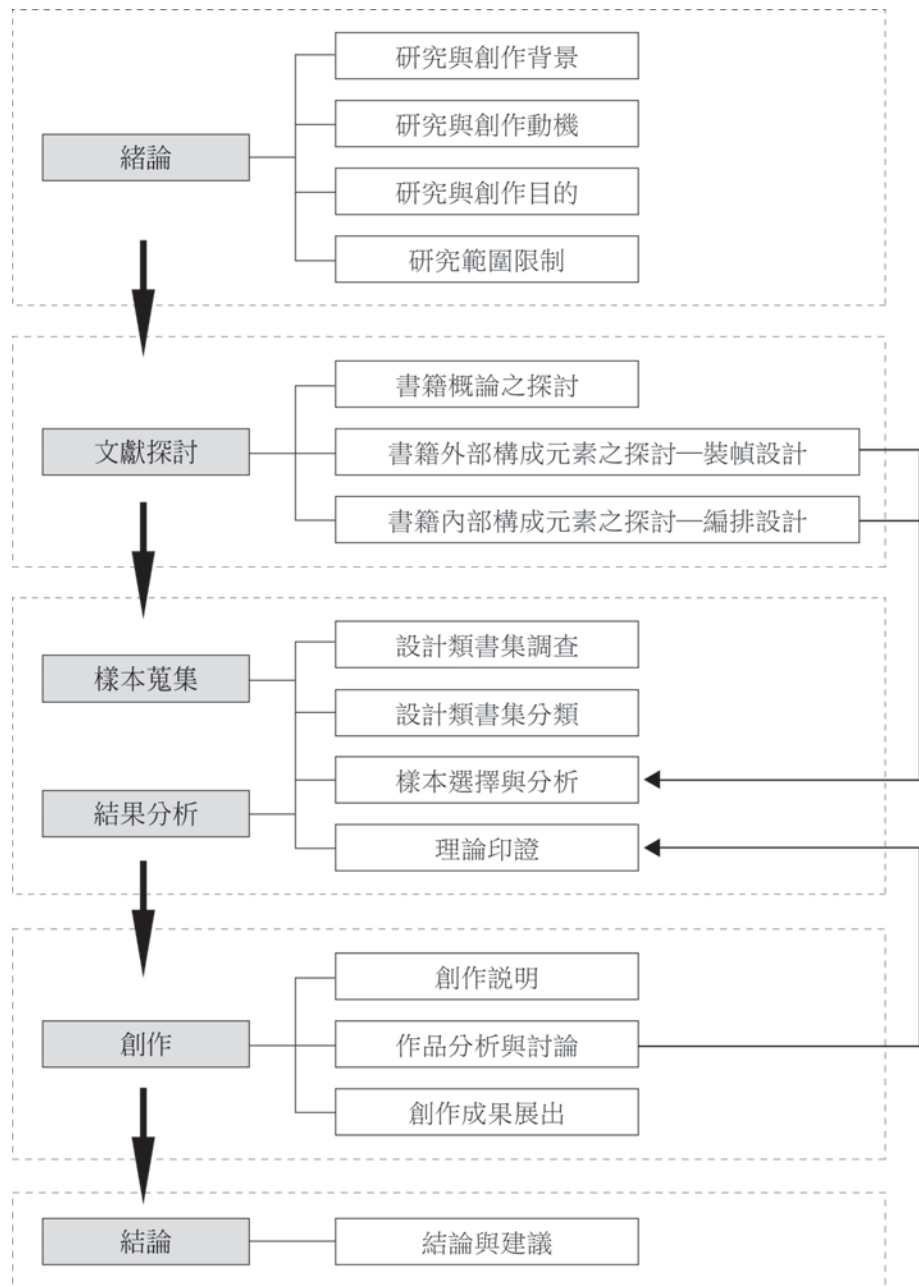 緒論
研究與創作背景
研究與創作動機
研究與創作目的
研究範圍限制
文獻探討
書籍概論之探討
書籍外部構成元素之探討—裝幀設計
書籍內部構成元素之探討—編排設計
樣本蒐集
結果分析
設計類書集調查
設計類書集分類
樣本選擇與分析
理論印證
創作
創作說明
作品分析與討論
創作成果展出
結論
結論與建議